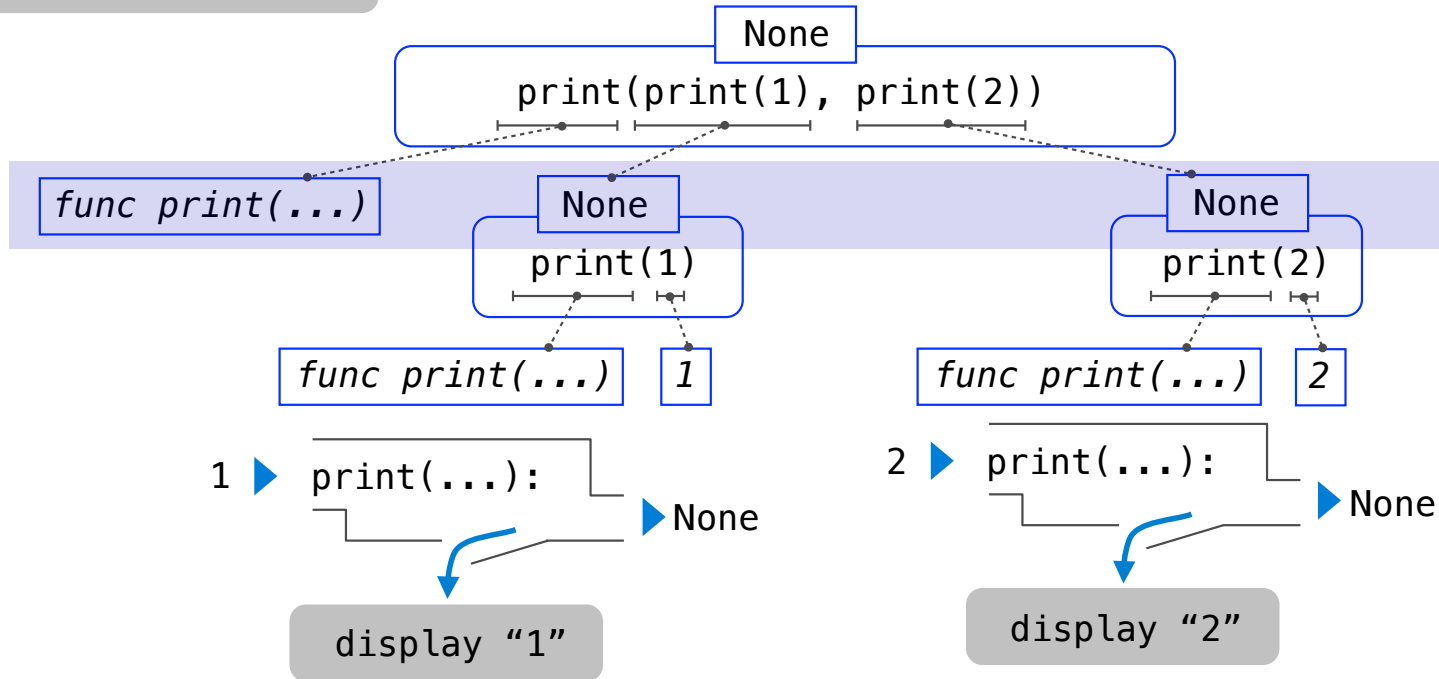 None
print(print(1), print(2))
func print(...) None None
print(1) print(2)
func print(...) 1 func print(...) 2
1 print(...): None 2 print(...): None
display “1” display “2”